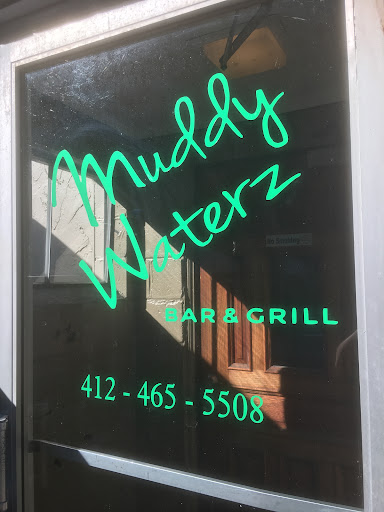 Muddy
Waterz
BAR & GRILL
412 - 465 - 5508